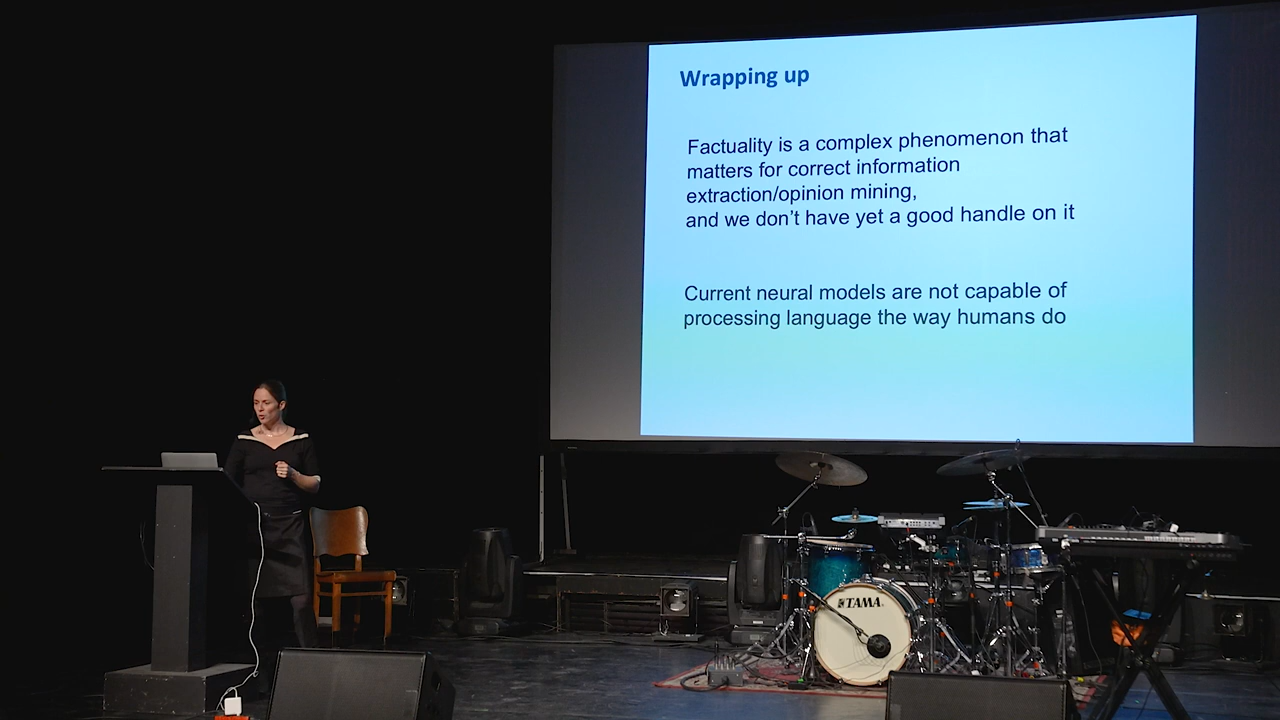 Wrapping up
Factuality is a complex phenomenon that
matters for correct information
extraction/opinion mining,
and we don't have yet a good handle on it
Current neural models are not capable of
processing language the way humans do
TAMA